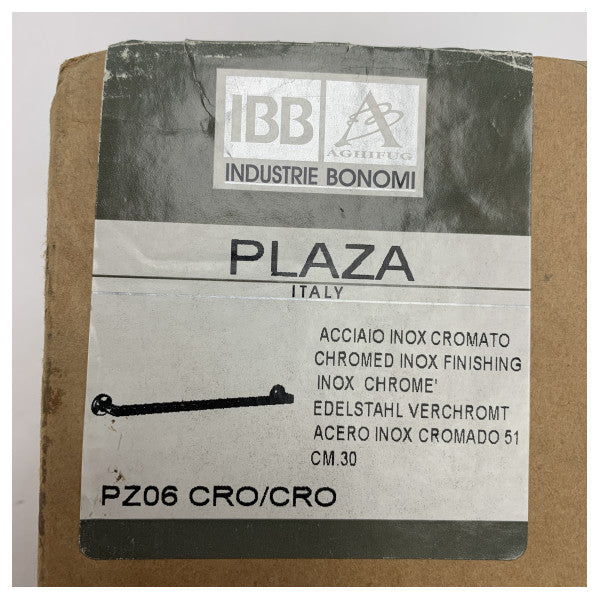 IBB
AB
AGHIFUG
INDUSTRIE BONOMI
PLAZA
ITALY
ACCIAIO INOX CROMATO
CHROMED INOX FINISHING
INOX CHROME'
EDELSTAHL VERCHROMT
ACERO INOX CROMADO 51
CM.30
PZ06 CRO/CRO